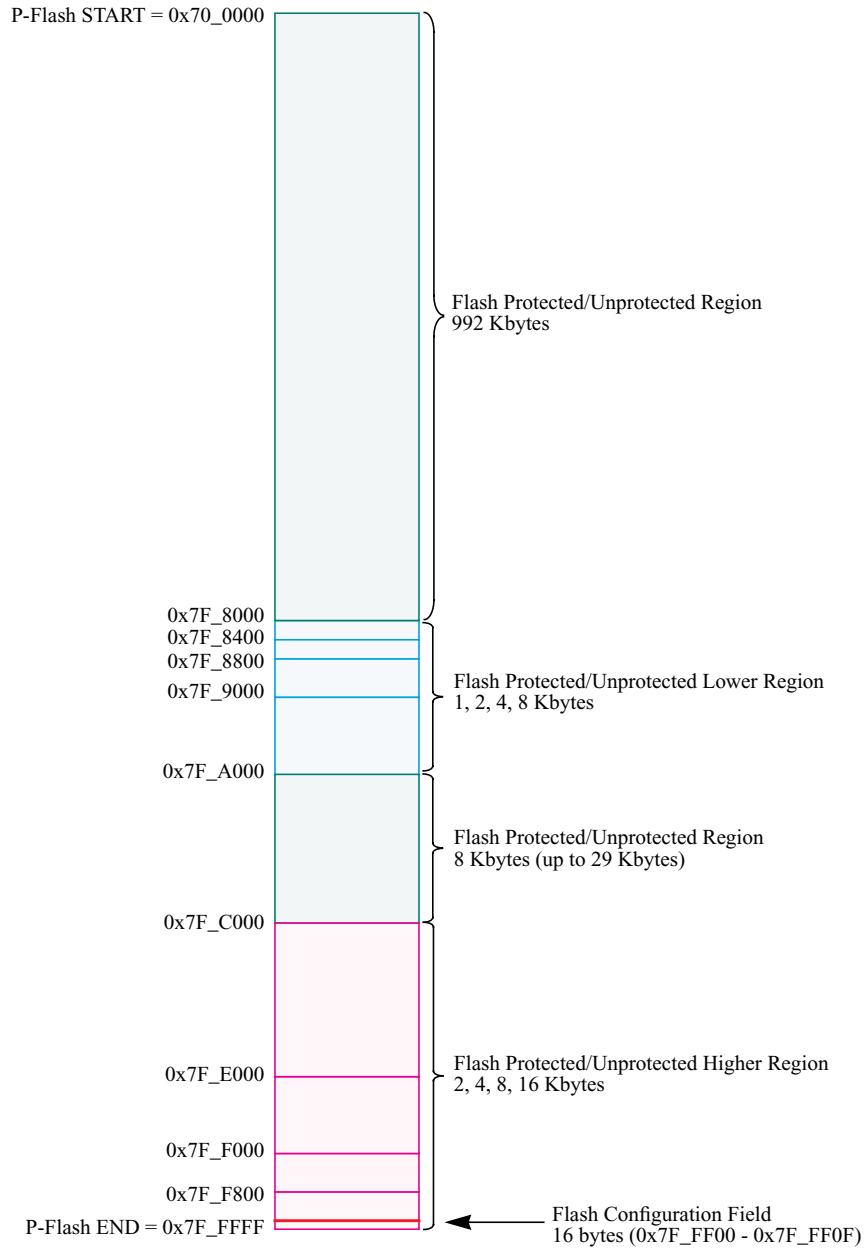 P-Flash START = 0x70_0000
Flash Protected/Unprotected Region
992 Kbytes
0x7F_8000
0x7F_8400
0x7F_8800
0x7F_9000
Flash Protected/Unprotected Lower Region
1, 2, 4, 8 Kbytes
0x7F_A000
Flash Protected/Unprotected Region
8 Kbytes (up to 29 Kbytes)
0x7F_C000
Flash Protected/Unprotected Higher Region
2, 4, 8, 16 Kbytes
0x7F_E000
0x7F_F000
0x7F_F800
P-Flash END = 0x7F_FFFF
Flash Configuration Field
16 bytes (0x7F_FF00 - 0x7F_FF0F)